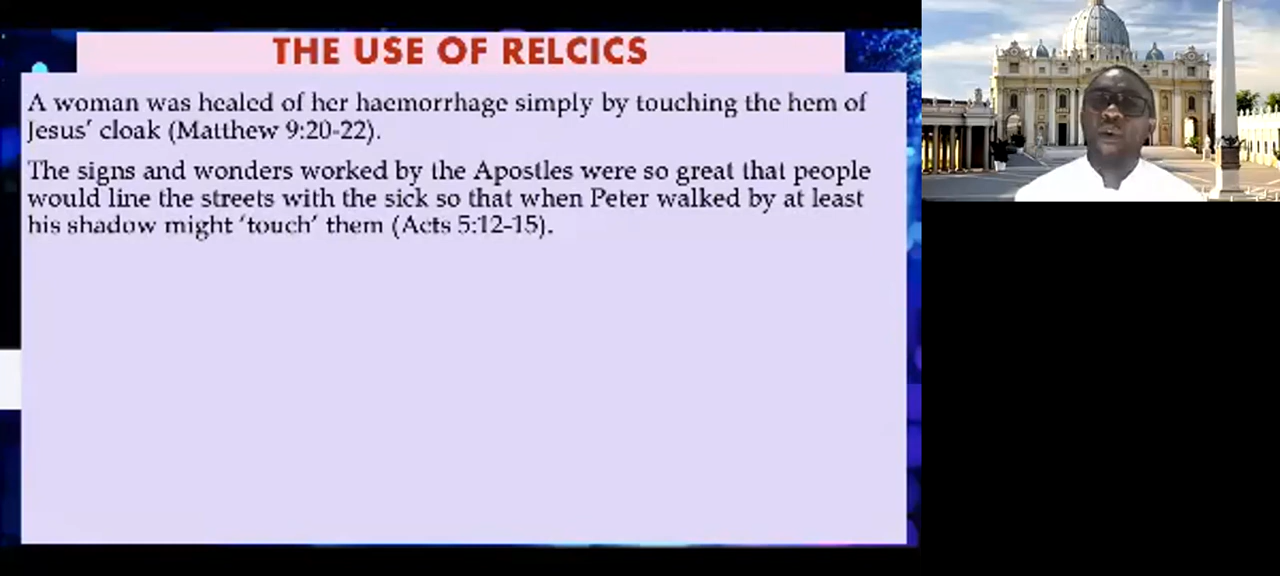 THE USE OF RELCICS
A woman was healed of her haemorrhage simply by touching the hem of
Jesus' cloak (Matthew 9:20-22).
The signs and wonders worked by the Apostles were so great that people
would line the streets with the sick so that when Peter walked by at least
his shadow might 'touch' them (Acts 5:12-15).